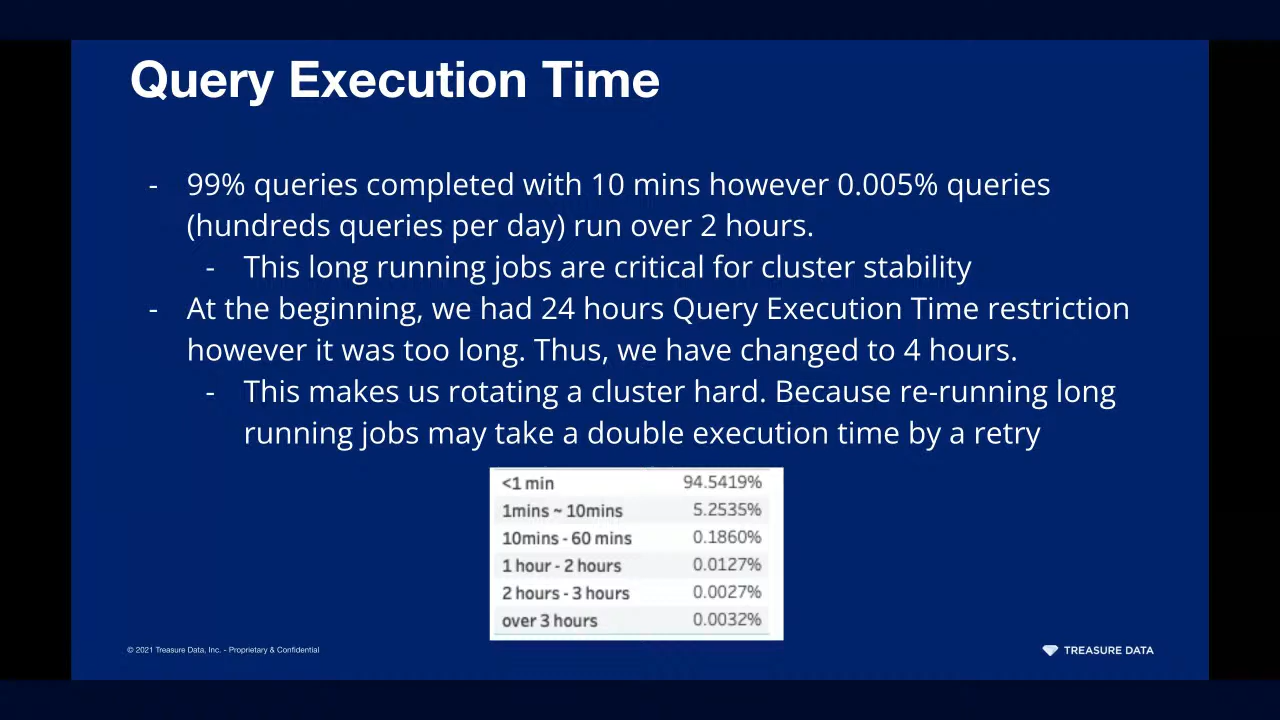 Query Execution Time
- 99% queries completed with 10 mins however 0.005% queries
(hundreds queries per day) run over 2 hours.
- This long running jobs are critical for cluster stability
- At the beginning, we had 24 hours Query Execution Time restriction
however it was too long. Thus, we have changed to 4 hours.
- This makes us rotating a cluster hard. Because re-running long
running jobs may take a double execution time by a retry
<1 min 94.5419%
1mins ~ 10mins 5.2535%
10mins - 60 mins 0.1860%
1 hour - 2 hours 0.0127%
2 hours - 3 hours 0.0027%
over 3 hours 0.0032%
© 2021 Treasure Data, Inc. - Proprietary & Confidential
TREASURE DATA